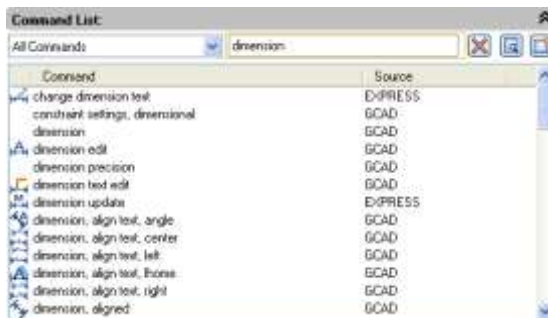 Command List:
All Commands dimension
Command Source
change dimension text EXPRESS
constraint settings, dimensional GCAD
dimension GCAD
dimension edit GCAD
dimension precision GCAD
dimension text edit GCAD
dimension update EXPRESS
dimension, align text, angle GCAD
dimension, align text, center GCAD
dimension, align text, left GCAD
dimension, align text, lhome GCAD
dimension, align text, right GCAD
dimension, aligned GCAD